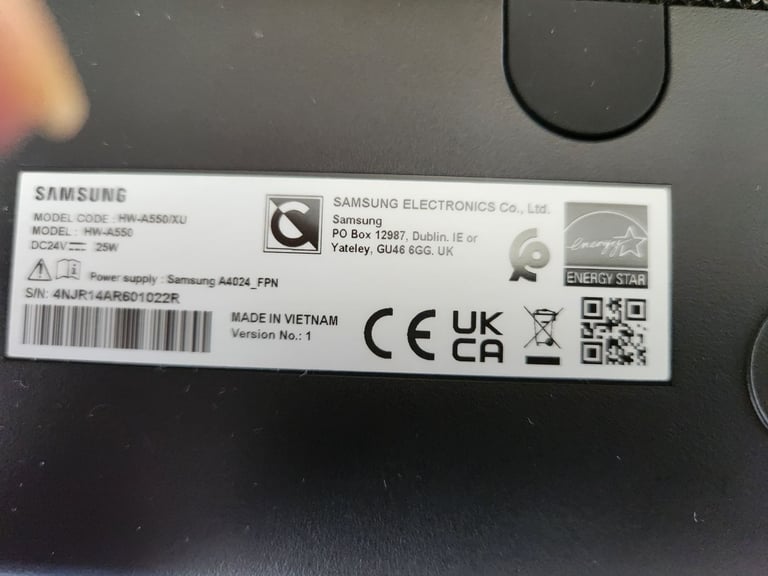 SAMSUNG
MODEL CODE : HW-A550/XU
MODEL : HW-A550
DC24V⎓ 25W
Power supply : Samsung A4024_FPN
S/N: 4NJR14AR601022R
SAMSUNG ELECTRONICS Co., Ltd.
Samsung
PO Box 12987, Dublin. IE or
Yateley, GU46 6GG. UK
MADE IN VIETNAM
Version No.: 1
CE
UK
CA
energy
ENERGY STAR